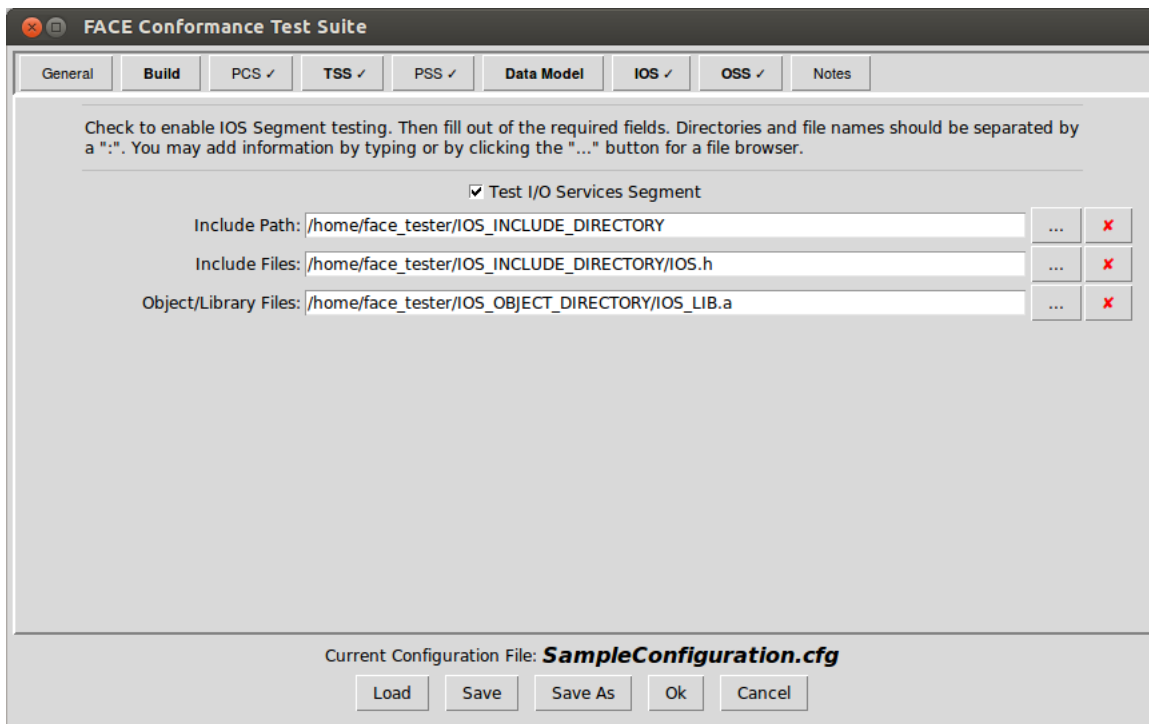 FACE Conformance Test Suite
General Build PCS ✓ TSS ✓ PSS ✓ Data Model IOS ✓ OSS ✓ Notes
Check to enable IOS Segment testing. Then fill out of the required fields. Directories and file names should be separated by
a ":". You may add information by typing or by clicking the "..." button for a file browser.
Test I/O Services Segment
Include Path: /home/face_tester/IOS_INCLUDE_DIRECTORY ... ✘
Include Files: /home/face_tester/IOS_INCLUDE_DIRECTORY/IOS.h ... ✘
Object/Library Files: /home/face_tester/IOS_OBJECT_DIRECTORY/IOS_LIB.a ... ✘
Current Configuration File: SampleConfiguration.cfg
Load Save Save As Ok Cancel